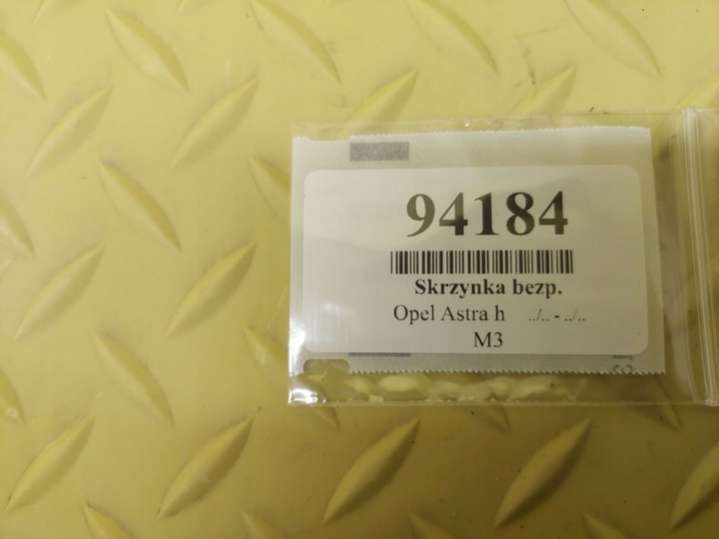 94184
Skrzynka bezp.
Opel Astra h ../.. - ../..
M3